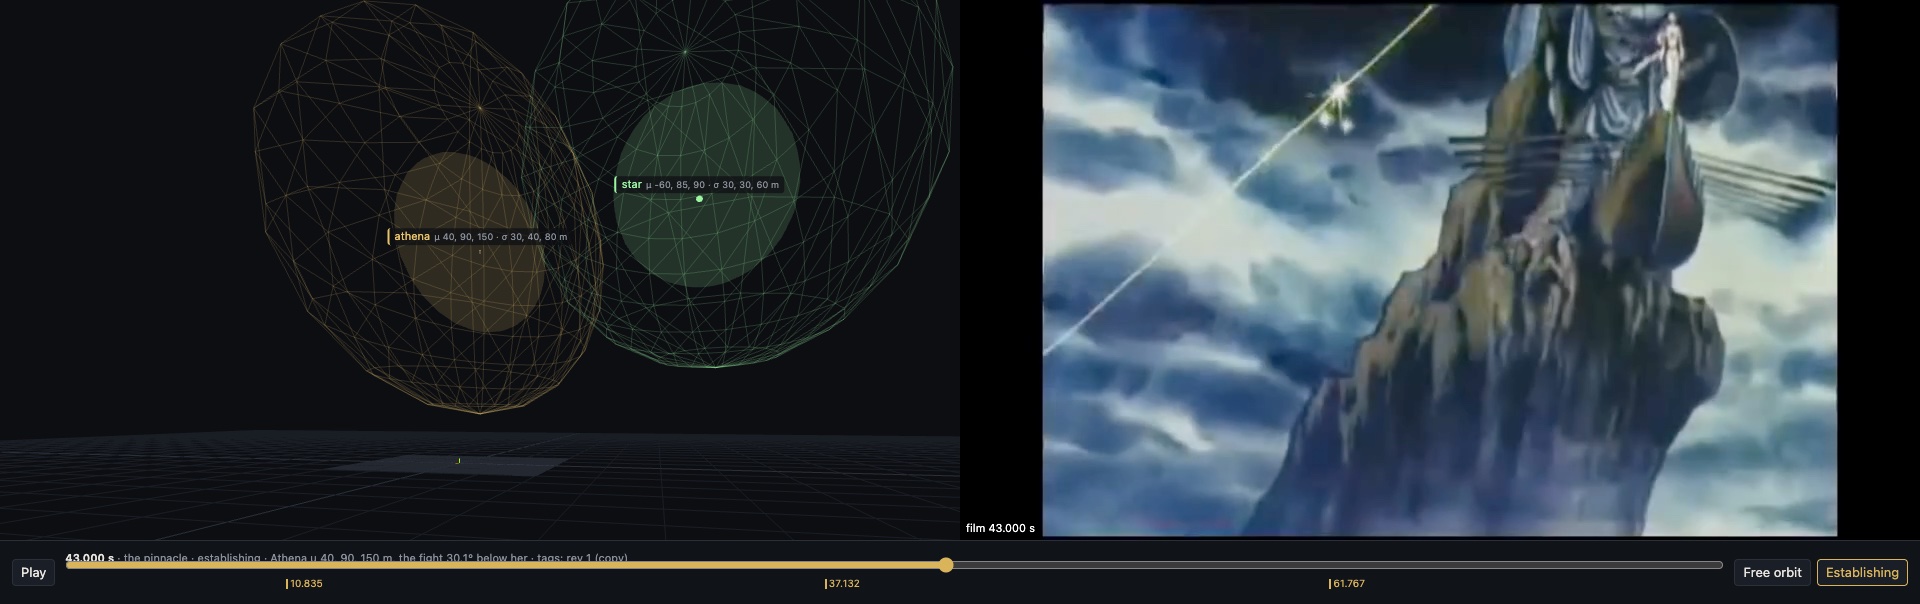 star μ -60, 85, 90 · σ 30, 30, 60 m
athena μ 40, 90, 150 · σ 30, 40, 80 m
film 43.000 s
43.000 s · the pinnacle · establishing · Athena μ 40, 90, 150 m, the fight 30.1° below her · tags: rev 1 (copy)
Play
Free orbit
Establishing
10.835
37.132
61.767